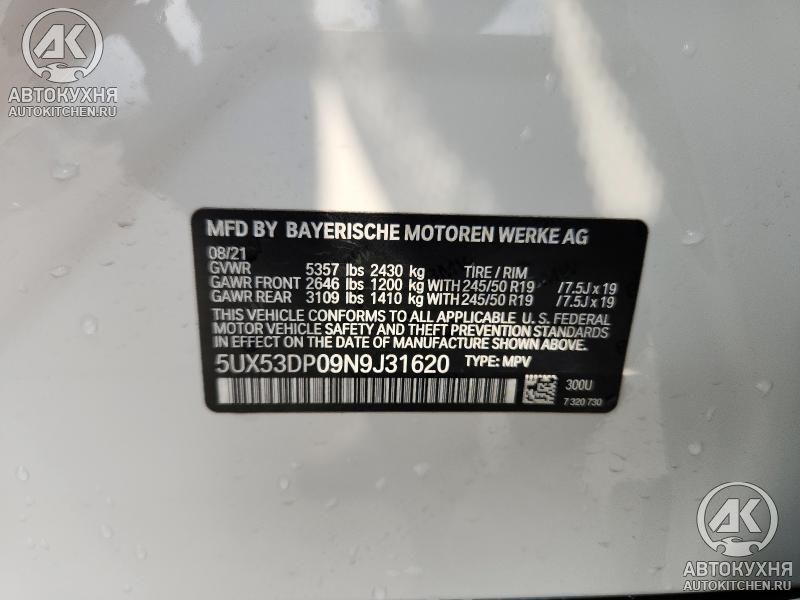 AK
АВТОКУХНЯ
AUTOKITCHEN.RU
MFD BY BAYERISCHE MOTOREN WERKE AG
08/21
GVWR 5357 lbs 2430 kg TIRE / RIM
GAWR FRONT 2646 lbs 1200 kg WITH 245/50 R19 /7.5J x 19
GAWR REAR 3109 lbs 1410 kg WITH 245/50 R19 /7.5J x 19
THIS VEHICLE CONFORMS TO ALL APPLICABLE U. S. FEDERAL
MOTOR VEHICLE SAFETY AND THEFT PREVENTION STANDARDS
IN EFFECT ON THE DATE OF MANUFACTURE SHOWN ABOVE.
5UX53DP09N9J31620 TYPE: MPV
300U
7 320 730
AK
АВТОКУХНЯ
AUTOKITCHEN.RU